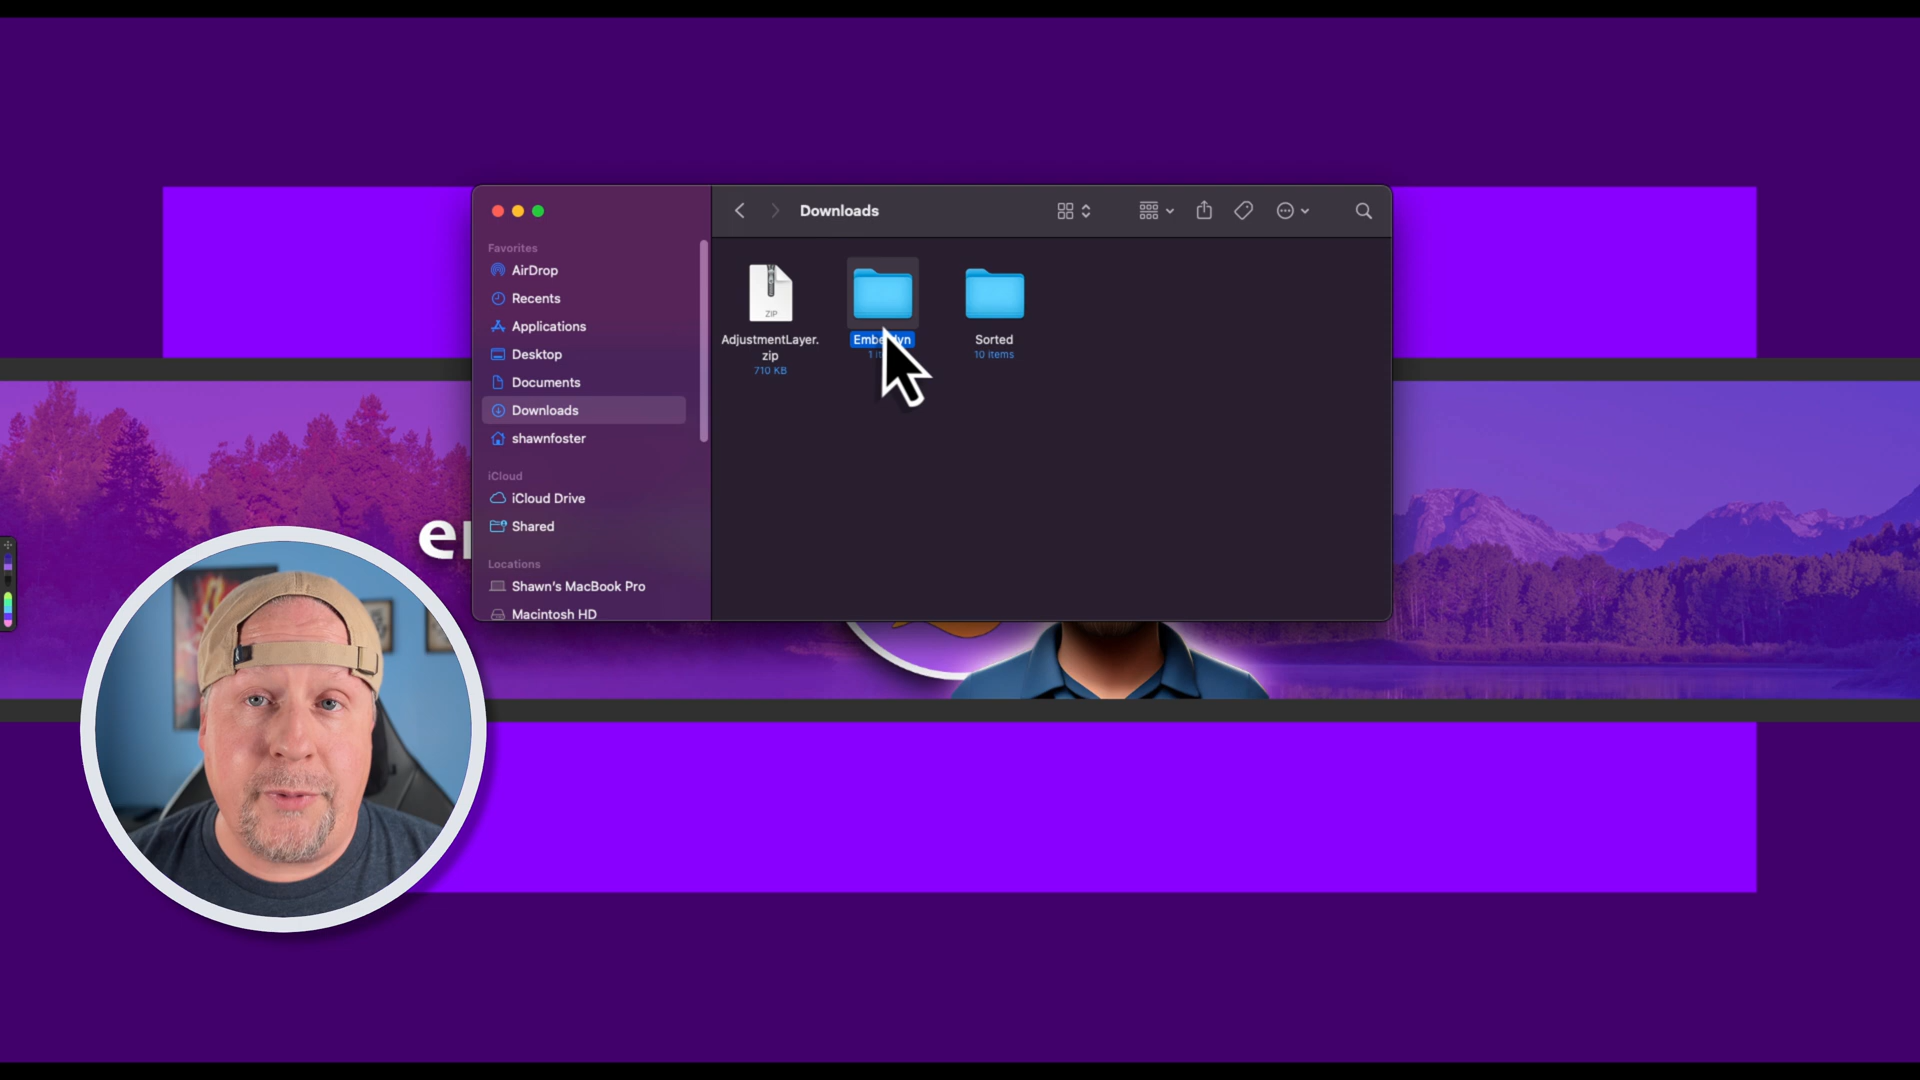 Downloads
Favorites
AirDrop
Recents
Applications
Desktop
Documents
Downloads
shawnfoster
iCloud
iCloud Drive
Shared
Locations
Shawn's MacBook Pro
Macintosh HD
ZIP
AdjustmentLayer.
zip
710 KB
Sorted
10 items